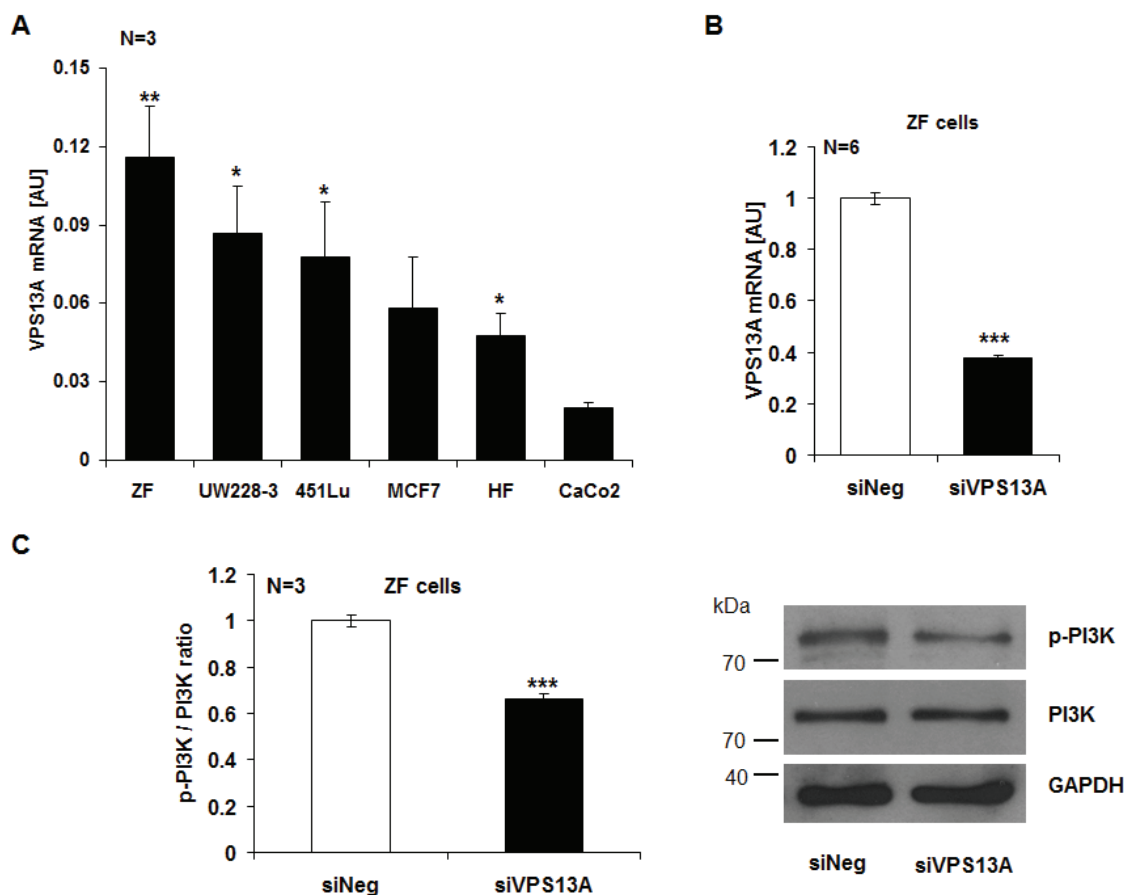 A
N=3
VPS13A mRNA [AU]
0.15
0.12
0.09
0.06
0.03
0
**
*
*
*
ZF UW228-3 451Lu MCF7 HF CaCo2
B
ZF cells
N=6
VPS13A mRNA [AU]
1.2
1
0.8
0.6
0.4
0.2
0
***
siNeg siVPS13A
C
N=3 ZF cells
p-PI3K / PI3K ratio
1.2
1
0.8
0.6
0.4
0.2
0
***
siNeg siVPS13A
kDa
p-PI3K
70
PI3K
70
40
GAPDH
siNeg siVPS13A